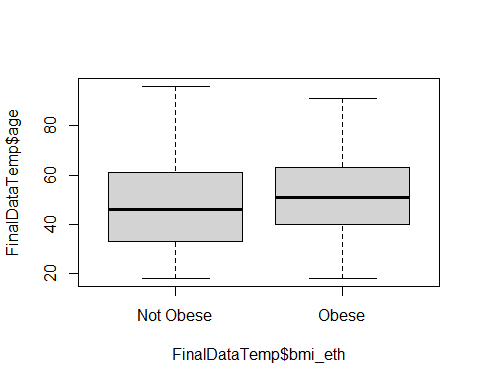 FinalDataTemp$age
80
60
40
20
Not Obese
Obese
FinalDataTemp$bmi_eth